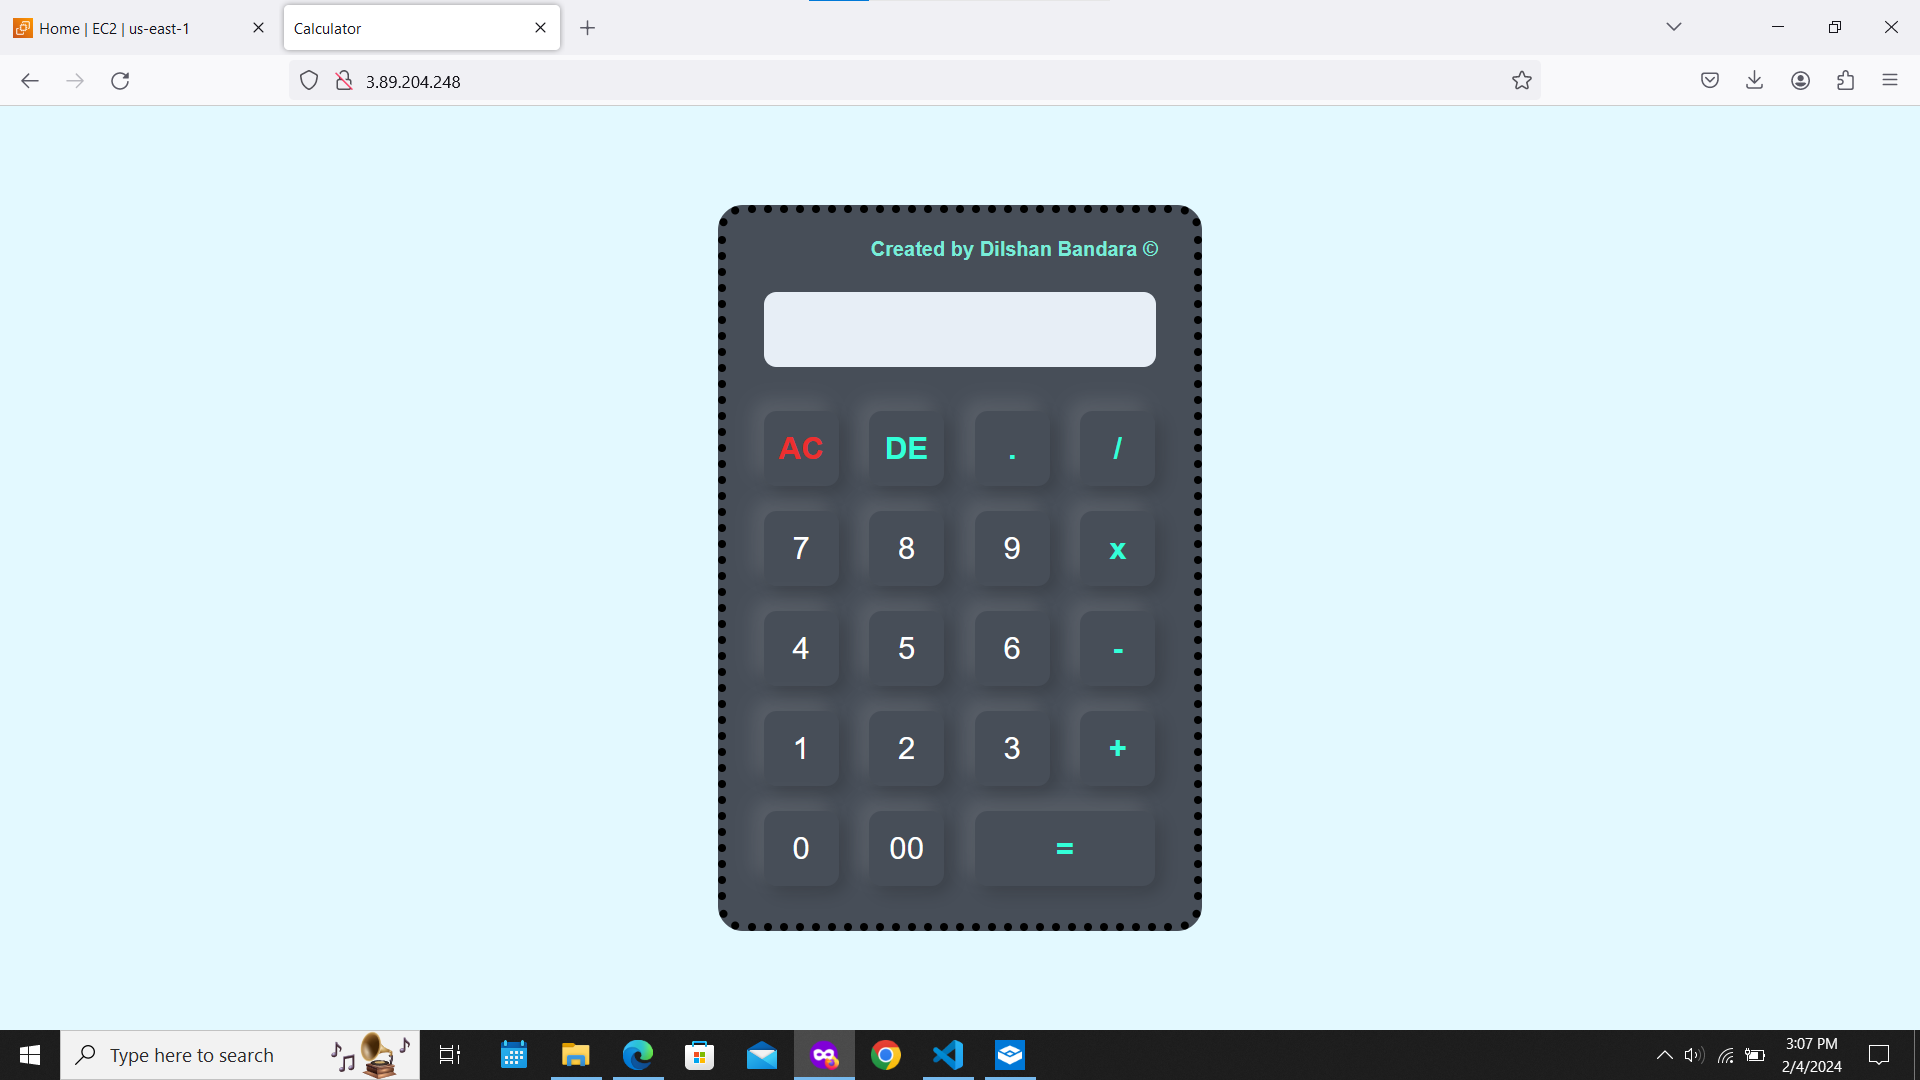 Home | EC2 | us-east-1
Calculator
3.89.204.248
Created by Dilshan Bandara ©
AC DE . /
7 8 9 x
4 5 6 -
1 2 3 +
0 00 =
Type here to search
3:07 PM
2/4/2024